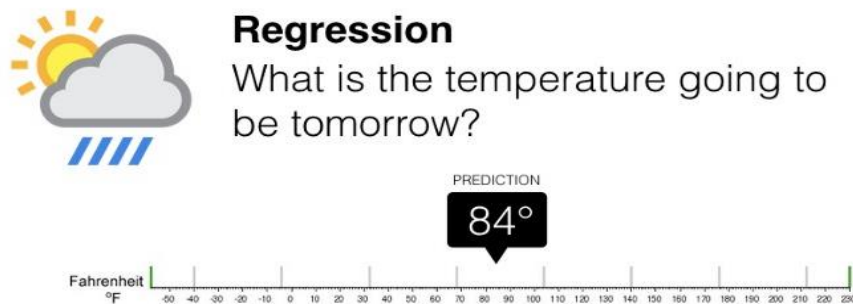 Regression
What is the temperature going to
be tomorrow?
PREDICTION
84°
Fahrenheit
°F -50 -40 -30 -20 -10 0 10 20 30 40 50 60 70 80 90 100 110 120 130 140 150 160 170 180 190 200 210 220 230